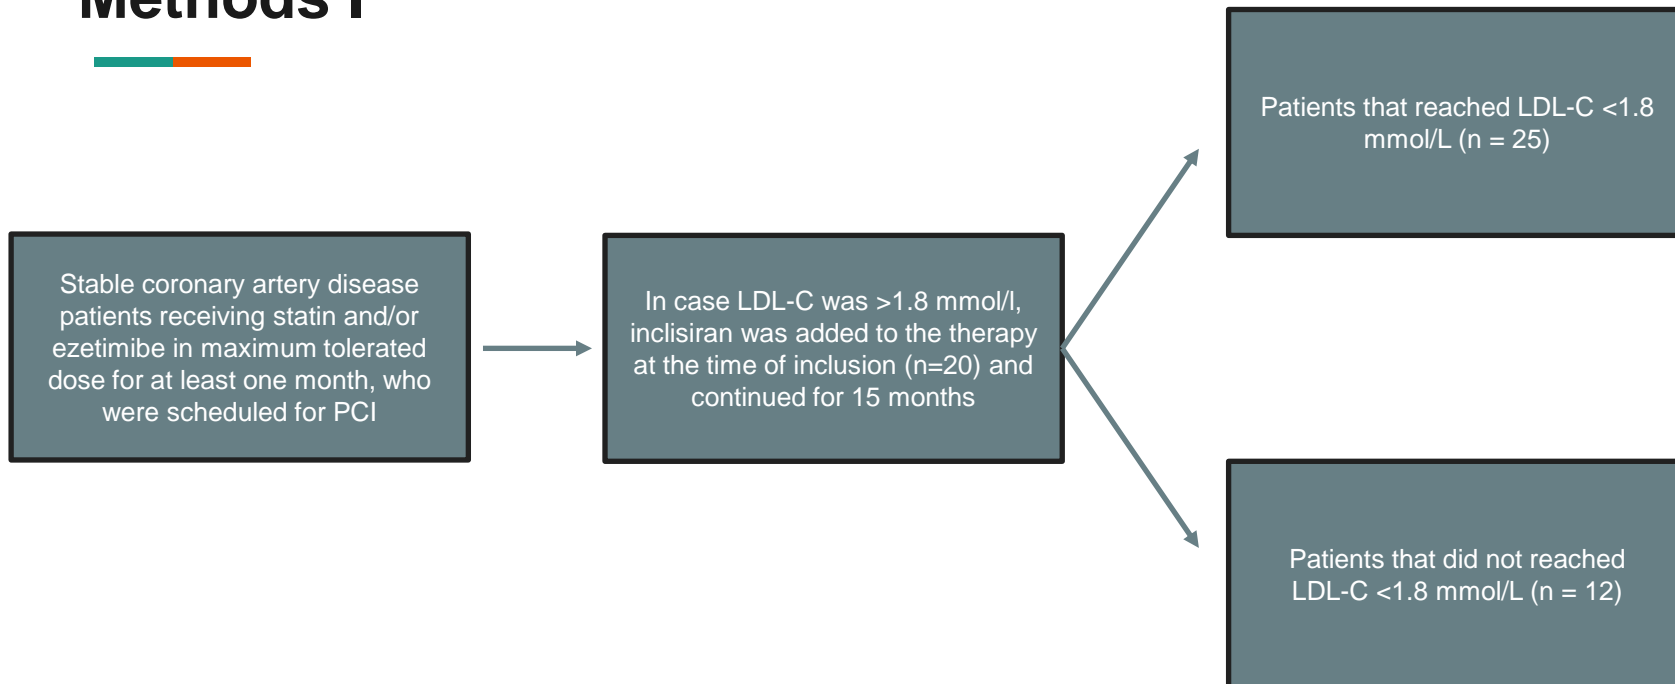 Methods I
Stable coronary artery disease
patients receiving statin and/or
ezetimibe in maximum tolerated
dose for at least one month, who
were scheduled for PCI
In case LDL-C was >1.8 mmol/l,
inclisiran was added to the therapy
at the time of inclusion (n=20) and
continued for 15 months
Patients that reached LDL-C <1.8
mmol/L (n = 25)
Patients that did not reached
LDL-C <1.8 mmol/L (n = 12)